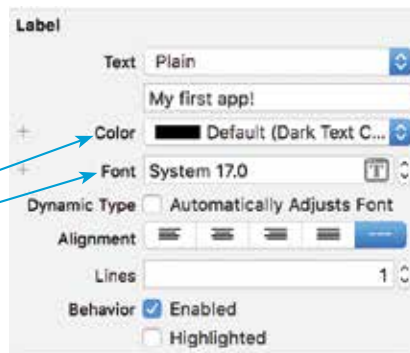 Label
Text Plain
My first app!
Color Default (Dark Text C...
Font System 17.0 T
Dynamic Type Automatically Adjusts Font
Alignment
Lines 1
Behavior Enabled
Highlighted